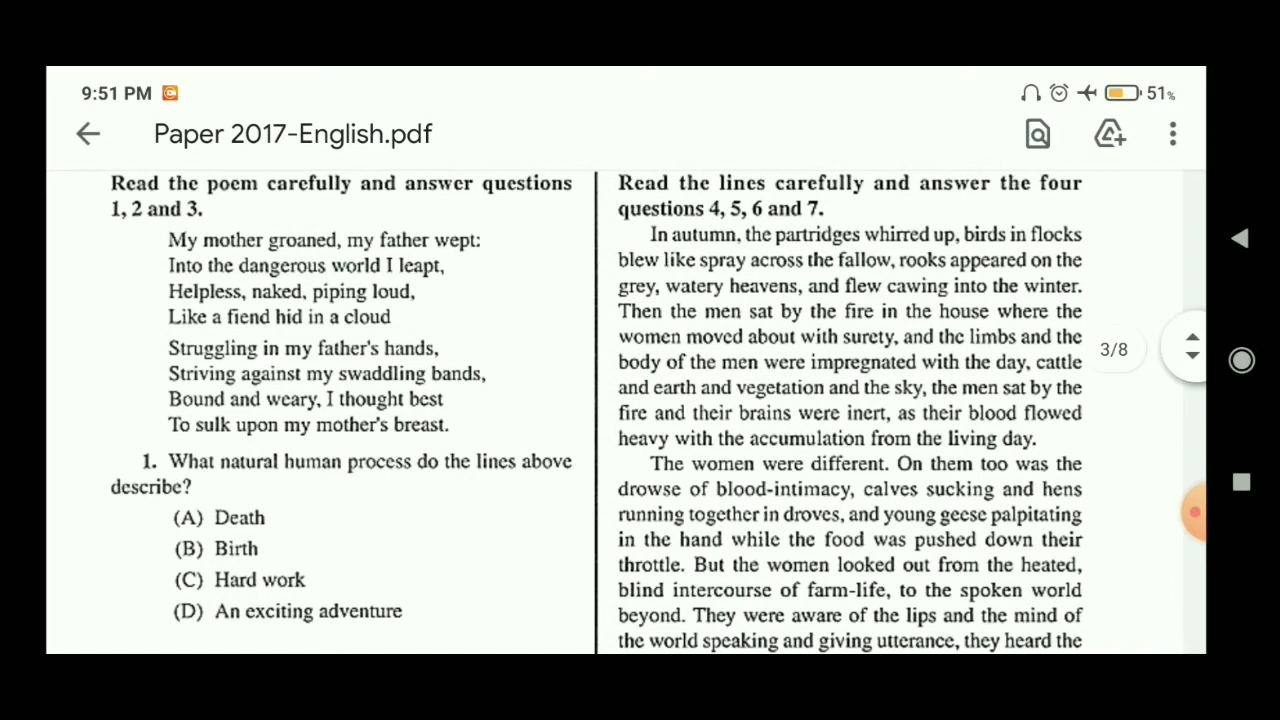 9:51 PM
51%
Paper 2017-English.pdf
Read the poem carefully and answer questions
1, 2 and 3.
My mother groaned, my father wept:
Into the dangerous world I leapt,
Helpless, naked, piping loud,
Like a fiend hid in a cloud
Struggling in my father's hands,
Striving against my swaddling bands,
Bound and weary, I thought best
To sulk upon my mother's breast.
1. What natural human process do the lines above
describe?
(A) Death
(B) Birth
(C) Hard work
(D) An exciting adventure
Read the lines carefully and answer the four
questions 4, 5, 6 and 7.
In autumn, the partridges whirred up, birds in flocks
blew like spray across the fallow, rooks appeared on the
grey, watery heavens, and flew cawing into the winter.
Then the men sat by the fire in the house where the
women moved about with surety, and the limbs and the
body of the men were impregnated with the day, cattle
and earth and vegetation and the sky, the men sat by the
fire and their brains were inert, as their blood flowed
heavy with the accumulation from the living day.
The women were different. On them too was the
drowse of blood-intimacy, calves sucking and hens
running together in droves, and young geese palpitating
in the hand while the food was pushed down their
throttle. But the women looked out from the heated,
blind intercourse of farm-life, to the spoken world
beyond. They were aware of the lips and the mind of
the world speaking and giving utterance, they heard the
3/8